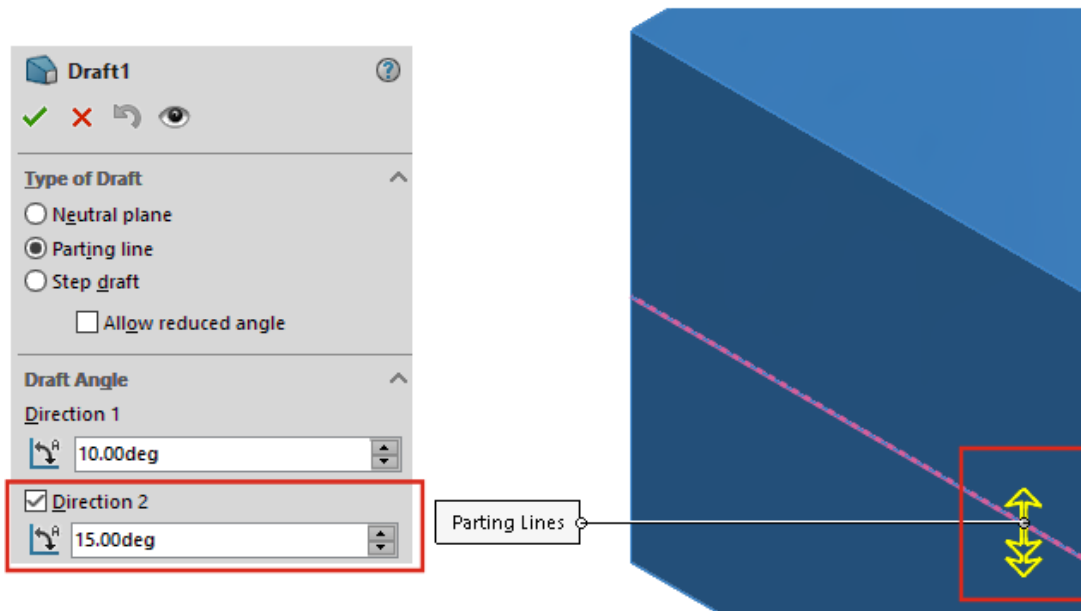 Draft1
Type of Draft
Neutral plane
Parting line
Step draft
Allow reduced angle
Draft Angle
Direction 1
10.00deg
Direction 2
15.00deg
Parting Lines